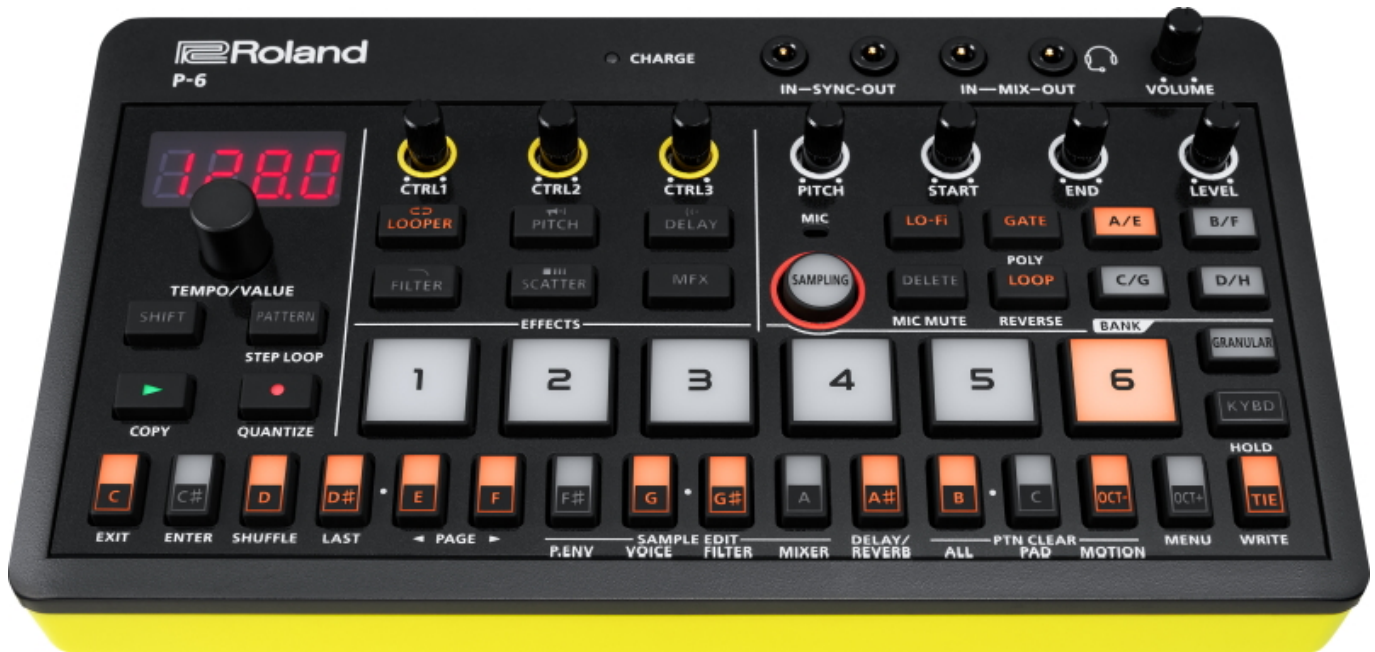 Roland
P-6
CHARGE
IN-SYNC-OUT
IN-MIX-OUT
VOLUME
128.0
TEMPO/VALUE
CTRL1
CTRL2
CTRL3
PITCH
START
END
LEVEL
LOOPER
PITCH
DELAY
MIC
LO-Fi
GATE
A/E
B/F
POLY
FILTER
SCATTER
MFX
SAMPLING
DELETE
LOOP
C/G
D/H
MIC MUTE
REVERSE
EFFECTS
BANK
SHIFT
PATTERN
STEP LOOP
GRANULAR
1
2
3
4
5
6
COPY
QUANTIZE
KYBD
HOLD
C
C#
D
D#
E
F
F#
G
G#
A
A#
B
C
OCT-
OCT+
TIE
EXIT
ENTER
SHUFFLE
LAST
◄ PAGE ►
SAMPLE EDIT
P.ENV
VOICE
FILTER
MIXER
DELAY/
REVERB
PTN CLEAR
ALL
PAD
MOTION
MENU
WRITE